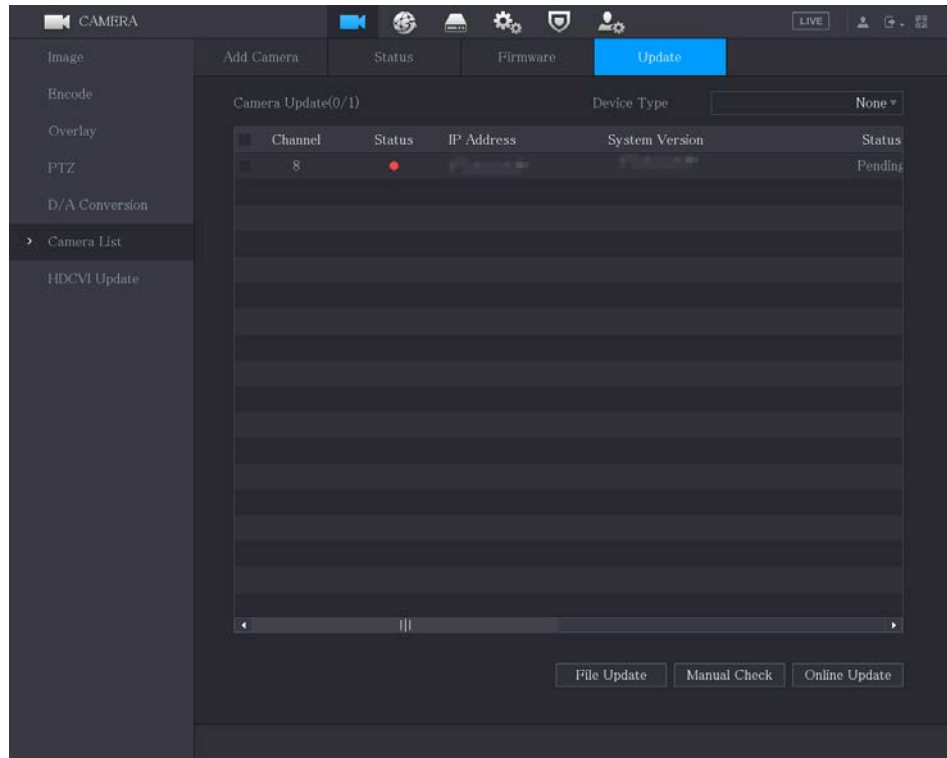 CAMERA LIVE
Image Add Camera Status Firmware Update
Encode
Camera Update(0/1) Device Type None
Overlay
Channel Status IP Address System Version Status
PTZ
8 Pending
D/A Conversion
Camera List
HDCVI Update
File Update Manual Check Online Update